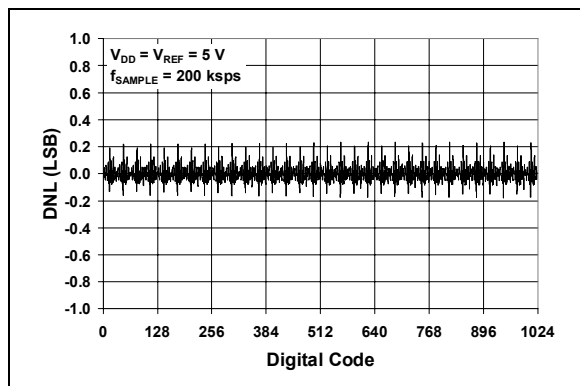 V_DD = V_REF = 5 V
f_SAMPLE = 200 ksps
1.0
0.8
0.6
0.4
0.2
0.0
-0.2
-0.4
-0.6
-0.8
-1.0
DNL (LSB)
0 128 256 384 512 640 768 896 1024
Digital Code